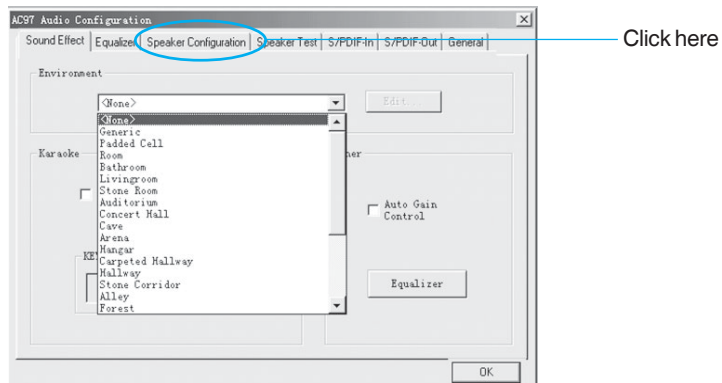 AC97 Audio Configuration
Sound Effect Equalizer Speaker Configuration Speaker Test S/PDIF-In S/PDIF-Out General
Click here
Environment
<None>
Edit...
<None>
Generic
Padded Cell
Room
Bathroom
Livingroom
Stone Room
Auditorium
Concert Hall
Cave
Arena
Hangar
Carpeted Hallway
Hallway
Stone Corridor
Alley
Forest
Karaoke
Auto Gain
Control
Equalizer
OK